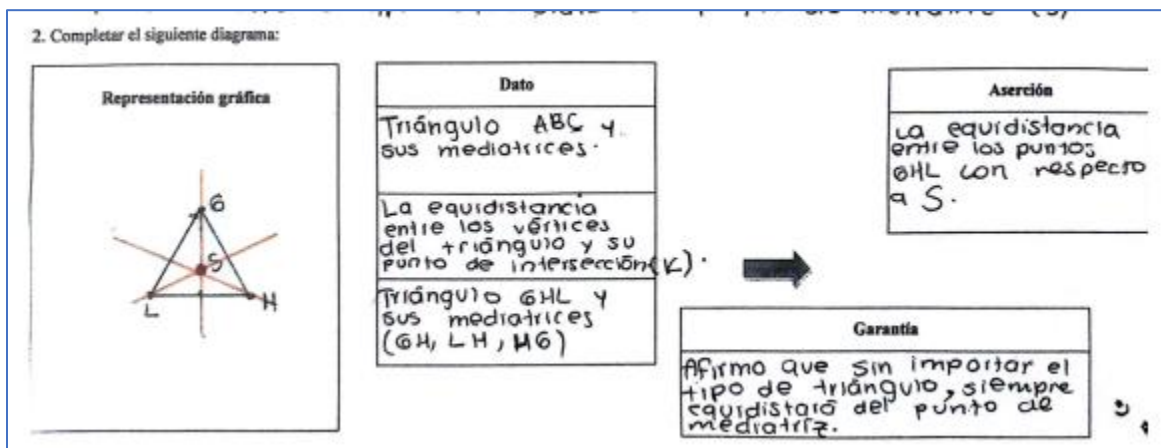 2. Completar el siguiente diagrama:
Representación gráfica
G
S
L
H
Dato
Triángulo ABC y
sus mediatrices.
La equidistancia
entre los vértices
del triángulo y su
punto de intersección(K).
Triángulo GHL y
sus mediatrices
(GH, LH, HG)
Aserción
La equidistancia
entre los puntos
GHL con respecto
a S.
Garantía
Afirmo que sin importar el
tipo de triángulo, siempre
equidistará del punto de
mediatriz.